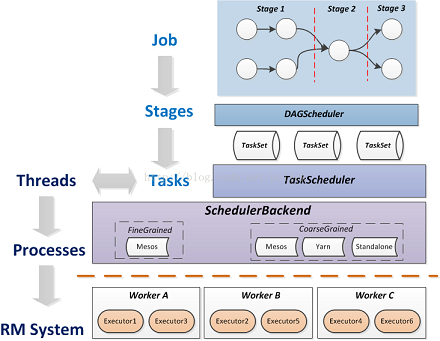 Stage 1
Stage 2
Stage 3
Job
Stages
DAGScheduler
TaskSet
TaskSet
TaskSet
Threads
Tasks
TaskScheduler
SchedulerBackend
FineGrained
Mesos
CoarseGrained
Mesos
Yarn
Standalone
Processes
Worker A
Worker B
Worker C
Executor1
Executor3
Executor2
Executor5
Executor4
Executor6
RM System